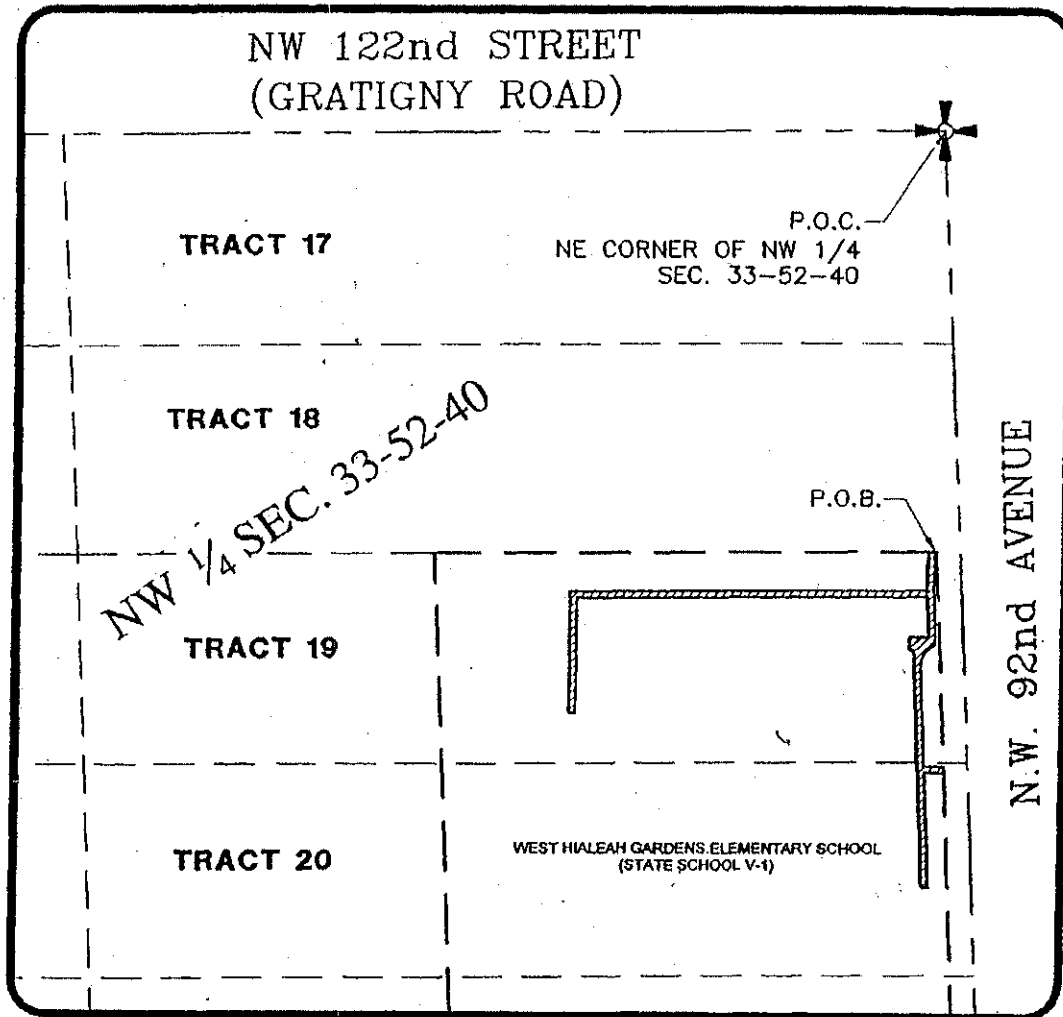 NW 122nd STREET
(GRATIGNY ROAD)
P.O.C.
NE CORNER OF NW 1/4
SEC. 33-52-40
TRACT 17
TRACT 18
NW 1/4 SEC. 33-52-40
P.O.B.
N.W. 92nd AVENUE
TRACT 19
TRACT 20
WEST HIALEAH GARDENS ELEMENTARY SCHOOL
(STATE SCHOOL V-1)